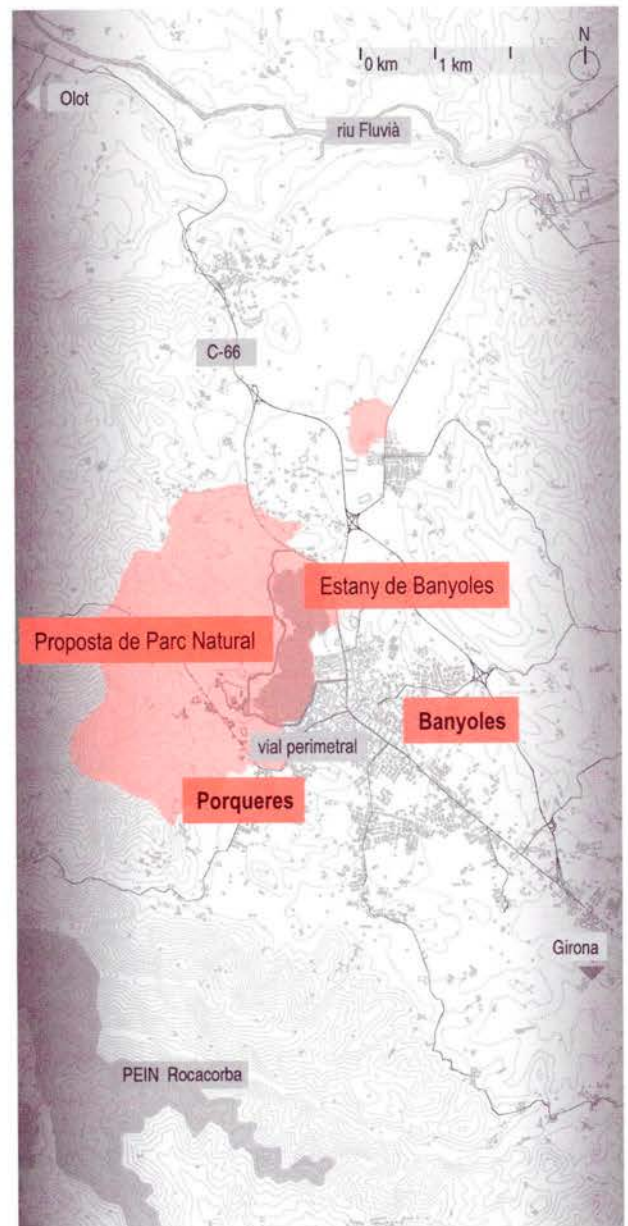 N
0 km 1 km
Olot
riu Fluvià
C-66
Estany de Banyoles
Proposta de Parc Natural
Banyoles
vial perimetral
Porqueres
Girona
PEIN Rocacorba